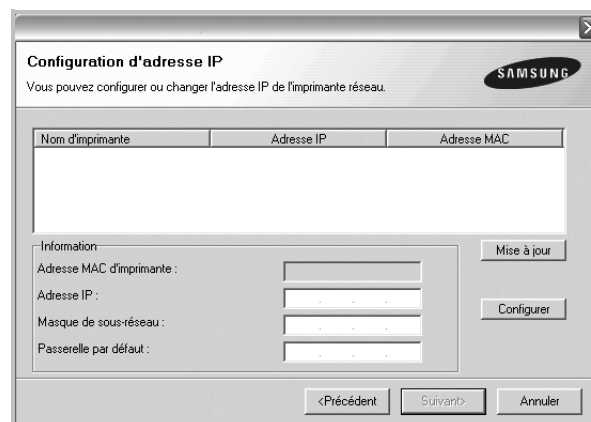 Configuration d'adresse IP
Vous pouvez configurer ou changer l'adresse IP de l'imprimante réseau.
SAMSUNG
Nom d'imprimante Adresse IP Adresse MAC
Information
Mise à jour
Adresse MAC d'imprimante :
Adresse IP :
Configurer
Masque de sous-réseau :
Passerelle par défaut :
<Précédent Suivant> Annuler